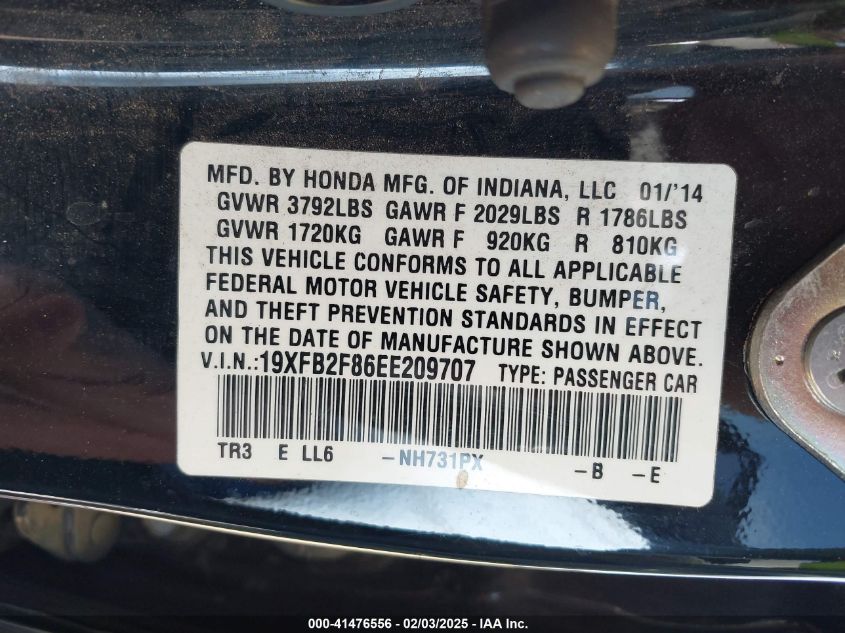 MFD. BY HONDA MFG. OF INDIANA, LLC 01/'14
GVWR 3792LBS GAWR F 2029LBS R 1786LBS
GVWR 1720KG GAWR F 920KG R 810KG
THIS VEHICLE CONFORMS TO ALL APPLICABLE
FEDERAL MOTOR VEHICLE SAFETY, BUMPER,
AND THEFT PREVENTION STANDARDS IN EFFECT
ON THE DATE OF MANUFACTURE SHOWN ABOVE.
V.I.N.:19XFB2F86EE209707 TYPE: PASSENGER CAR
TR3 E LL6 -NH731PX -B -E
000-41476556 — 02/03/2025 — IAA Inc.